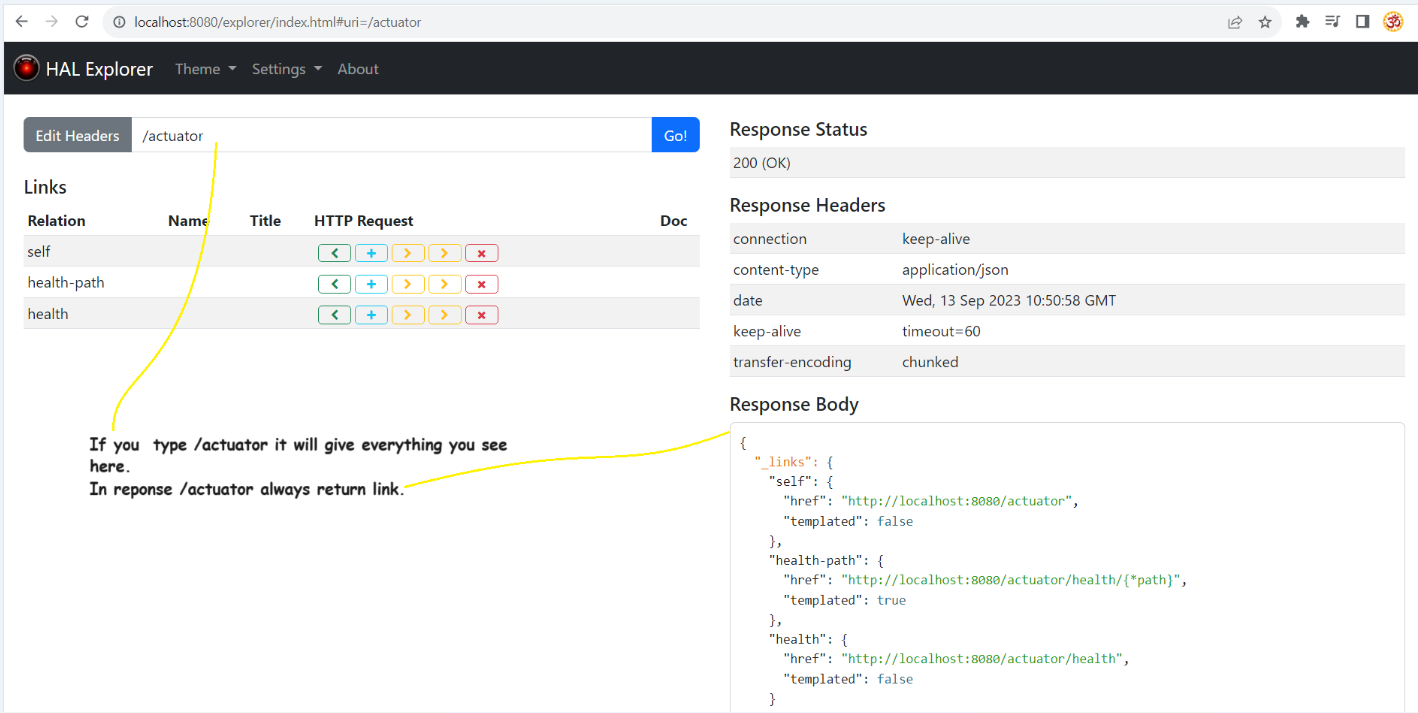 localhost:8080/explorer/index.html#uri=/actuator
HAL Explorer Theme Settings About
Edit Headers /actuator Go!
Links
Relation Name Title HTTP Request Doc
self
health-path
health
If you type /actuator it will give everything you see
here.
In reponse /actuator always return link.
Response Status
200 (OK)
Response Headers
connection keep-alive
content-type application/json
date Wed, 13 Sep 2023 10:50:58 GMT
keep-alive timeout=60
transfer-encoding chunked
Response Body
{
"_links": {
"self": {
"href": "http://localhost:8080/actuator",
"templated": false
},
"health-path": {
"href": "http://localhost:8080/actuator/health/{*path}",
"templated": true
},
"health": {
"href": "http://localhost:8080/actuator/health",
"templated": false
}